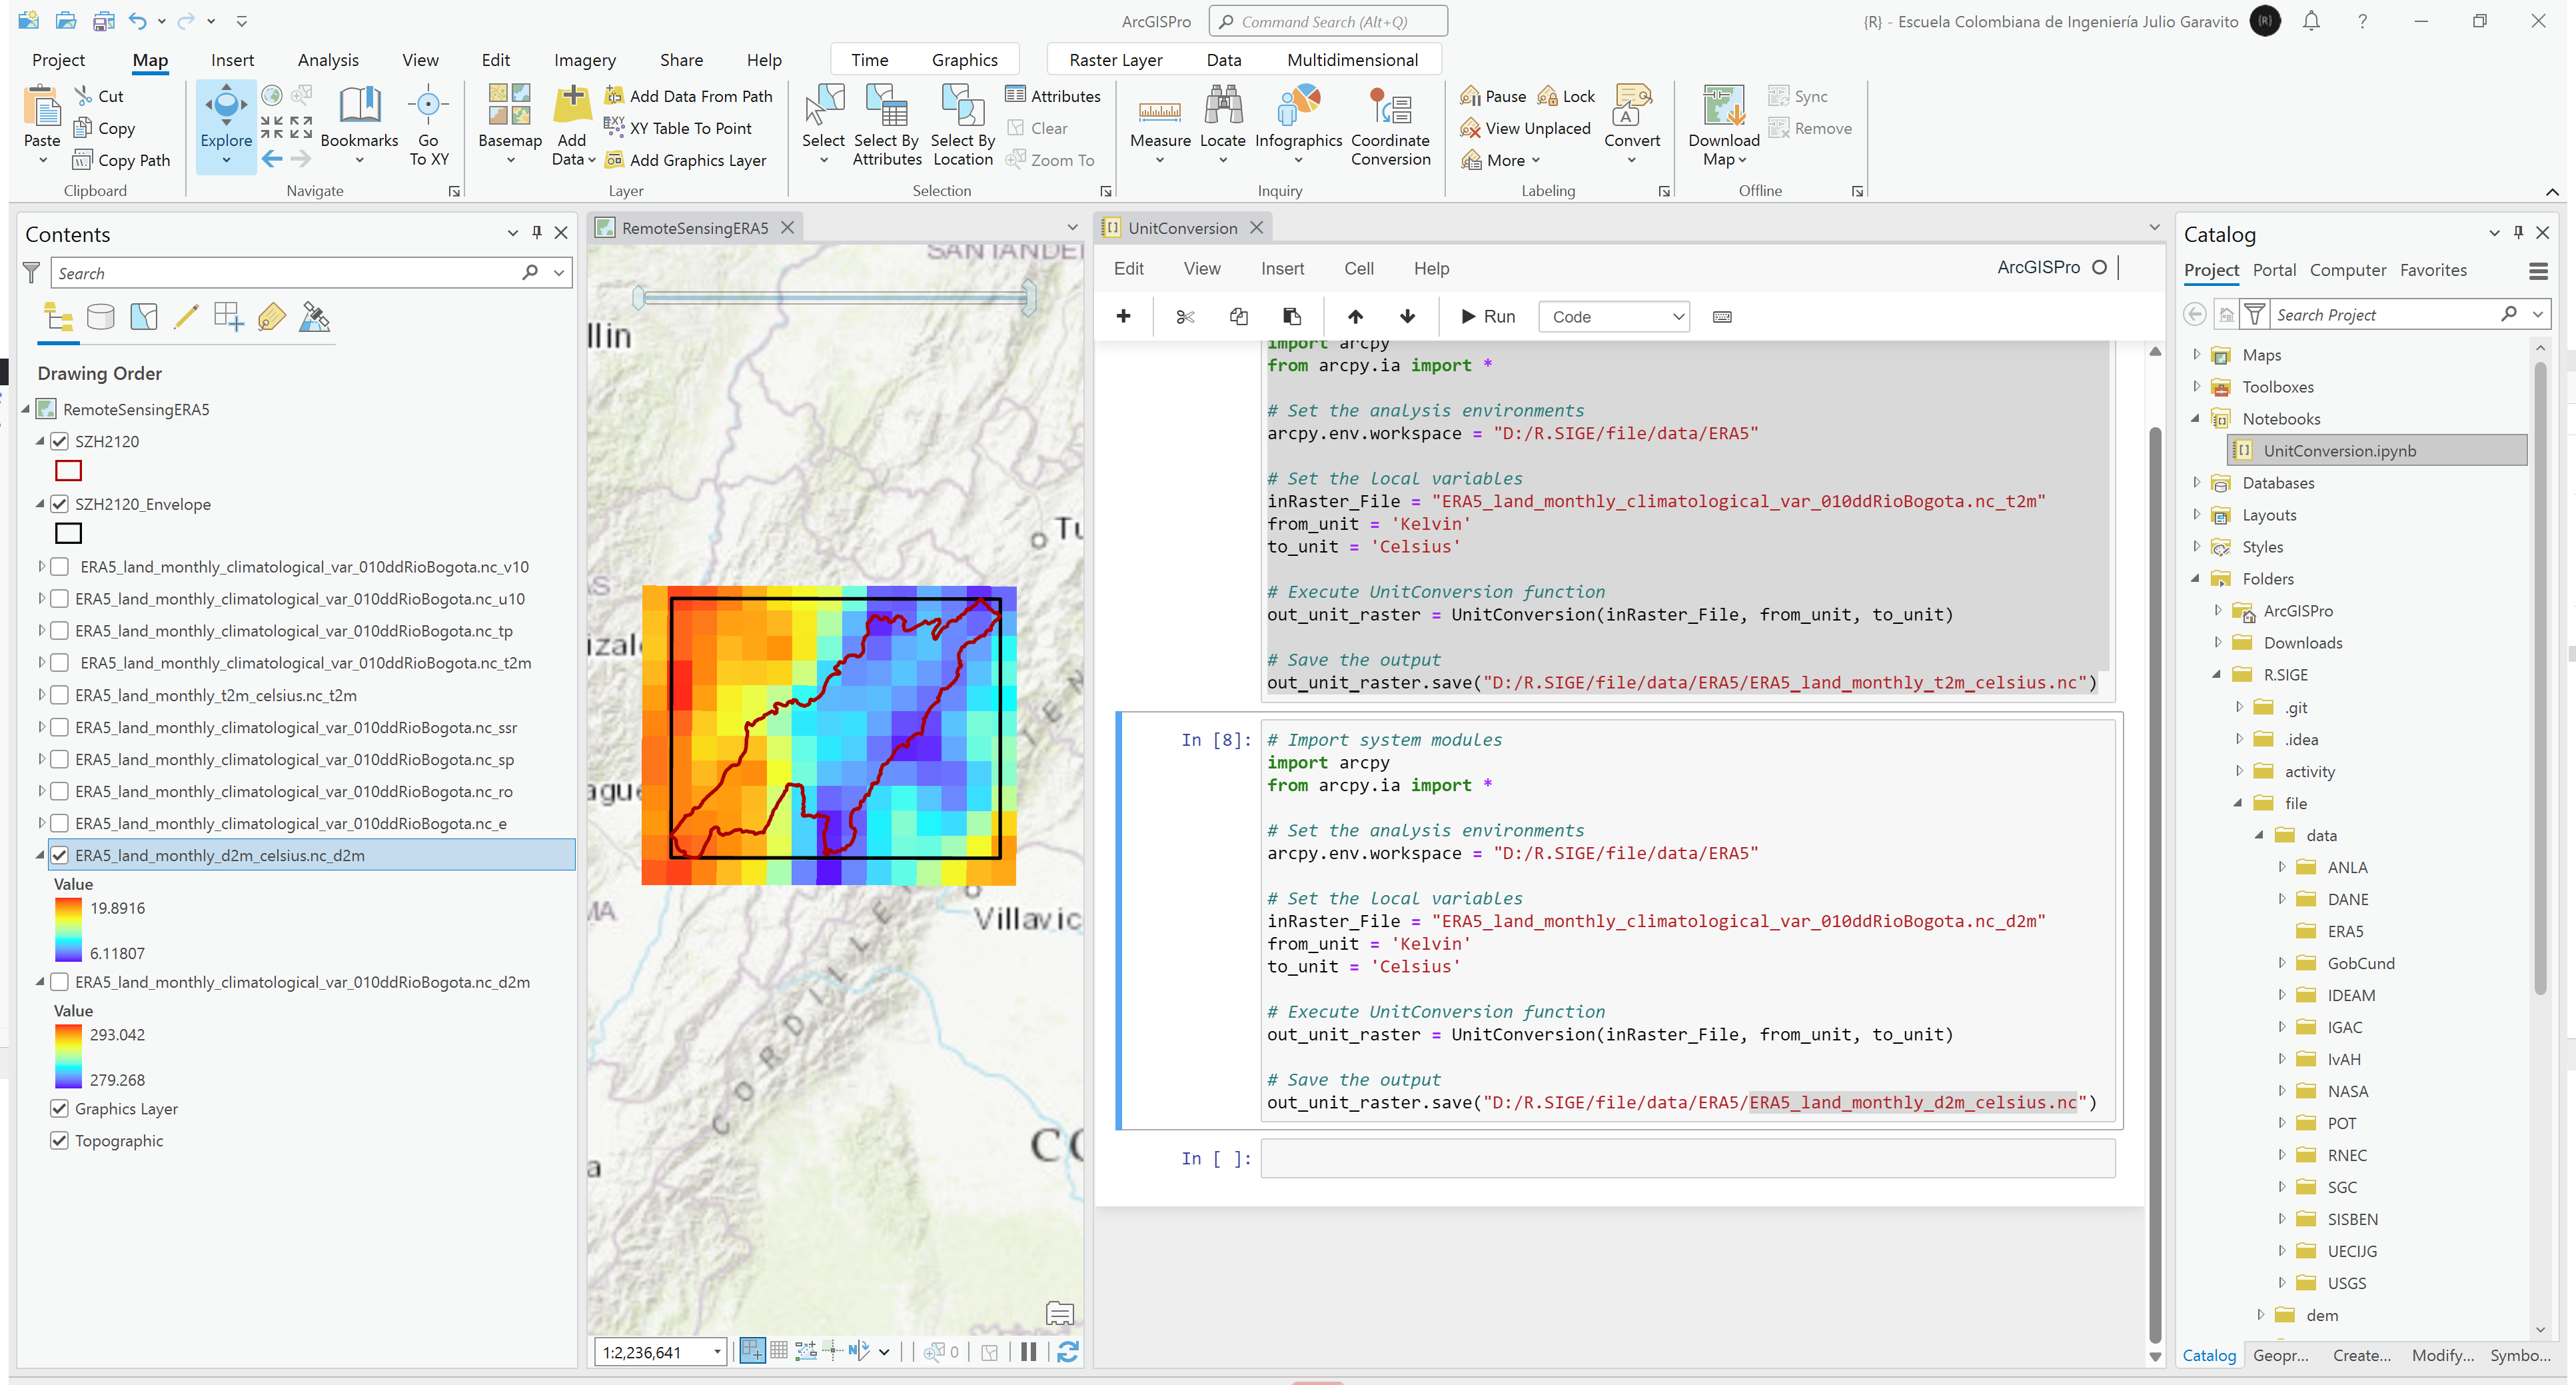 ArcGISPro
Command Search (Alt+Q)
{R} - Escuela Colombiana de Ingeniería Julio Garavito
{R}
?
Project Map Insert Analysis View Edit Imagery Share Help Time Graphics Raster Layer Data Multidimensional
Paste
Cut
Copy
Copy Path
Clipboard
Explore
Bookmarks
Go To XY
Navigate
Basemap
Add Data
Add Data From Path
XY Table To Point
Add Graphics Layer
Layer
Select
Select By Attributes
Select By Location
Attributes
Clear
Zoom To
Selection
Measure
Locate
Infographics
Coordinate Conversion
Inquiry
Pause
Lock
View Unplaced
More
Convert
Labeling
Download Map
Sync
Remove
Offline
Contents
Search
Drawing Order
RemoteSensingERA5
SZH2120
SZH2120_Envelope
ERA5_land_monthly_climatological_var_010ddRioBogota.nc_v10
ERA5_land_monthly_climatological_var_010ddRioBogota.nc_u10
ERA5_land_monthly_climatological_var_010ddRioBogota.nc_tp
ERA5_land_monthly_climatological_var_010ddRioBogota.nc_t2m
ERA5_land_monthly_t2m_celsius.nc_t2m
ERA5_land_monthly_climatological_var_010ddRioBogota.nc_ssr
ERA5_land_monthly_climatological_var_010ddRioBogota.nc_sp
ERA5_land_monthly_climatological_var_010ddRioBogota.nc_ro
ERA5_land_monthly_climatological_var_010ddRioBogota.nc_e
ERA5_land_monthly_d2m_celsius.nc_d2m
Value
19.8916
6.11807
ERA5_land_monthly_climatological_var_010ddRioBogota.nc_d2m
Value
293.042
279.268
Graphics Layer
Topographic
RemoteSensingERA5
SANTANDER
llin
Tu
AS
izal
ague
MA
Villavic
CORDILLE
TEN
CO
a
1:2,236,641
0
UnitConversion
Edit View Insert Cell Help
ArcGISPro
Run
Code
import arcpy
from arcpy.ia import *
# Set the analysis environments
arcpy.env.workspace = "D:/R.SIGE/file/data/ERA5"
# Set the local variables
inRaster_File = "ERA5_land_monthly_climatological_var_010ddRioBogota.nc_t2m"
from_unit = 'Kelvin'
to_unit = 'Celsius'
# Execute UnitConversion function
out_unit_raster = UnitConversion(inRaster_File, from_unit, to_unit)
# Save the output
out_unit_raster.save("D:/R.SIGE/file/data/ERA5/ERA5_land_monthly_t2m_celsius.nc")
In [8]: # Import system modules
import arcpy
from arcpy.ia import *
# Set the analysis environments
arcpy.env.workspace = "D:/R.SIGE/file/data/ERA5"
# Set the local variables
inRaster_File = "ERA5_land_monthly_climatological_var_010ddRioBogota.nc_d2m"
from_unit = 'Kelvin'
to_unit = 'Celsius'
# Execute UnitConversion function
out_unit_raster = UnitConversion(inRaster_File, from_unit, to_unit)
# Save the output
out_unit_raster.save("D:/R.SIGE/file/data/ERA5/ERA5_land_monthly_d2m_celsius.nc")
In [ ]:
Catalog
Project Portal Computer Favorites
Search Project
Maps
Toolboxes
Notebooks
UnitConversion.ipynb
Databases
Layouts
Styles
Folders
ArcGISPro
Downloads
R.SIGE
.git
.idea
activity
file
data
ANLA
DANE
ERA5
GobCund
IDEAM
IGAC
IvAH
NASA
POT
RNEC
SGC
SISBEN
UECIJG
USGS
dem
Catalog Geopr... Create... Modify... Symbo...